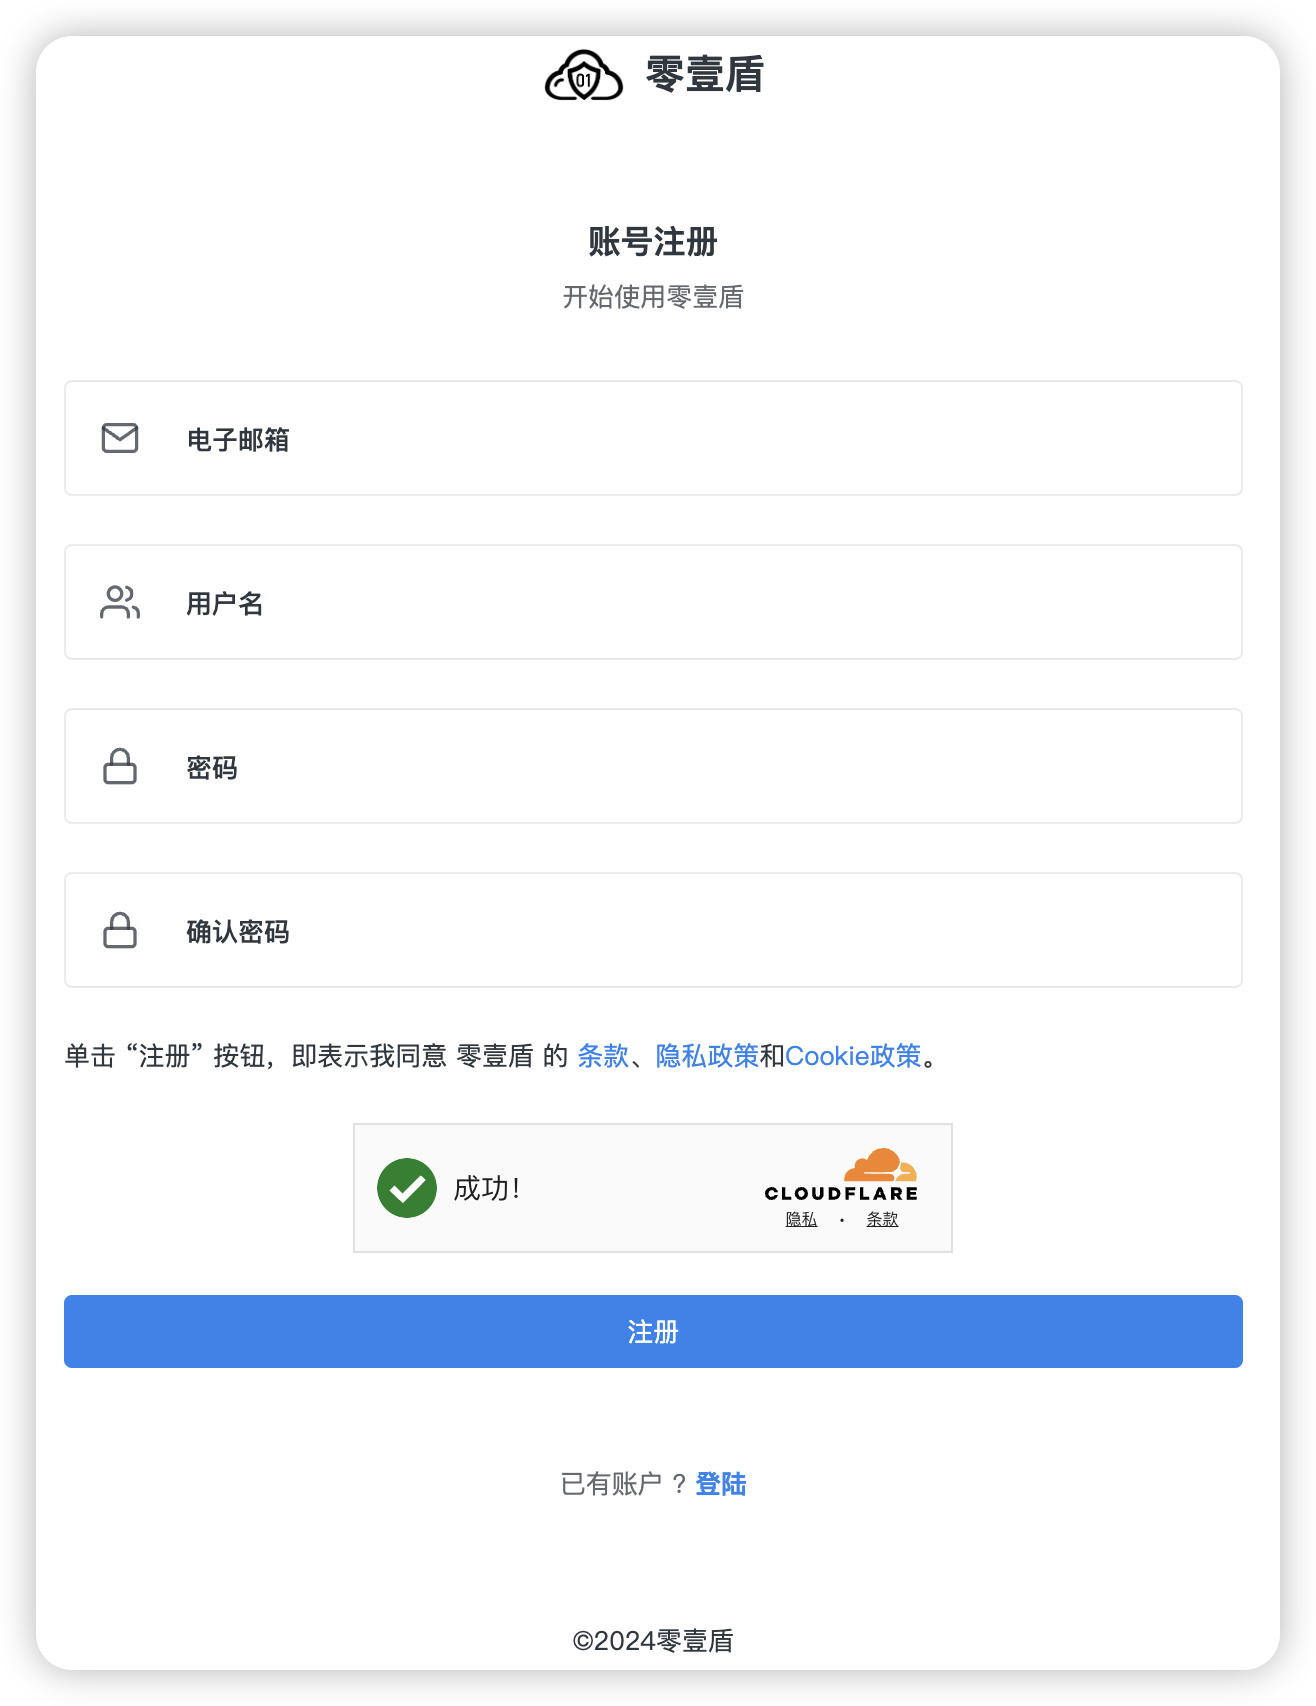 01 零壹盾
账号注册
开始使用零壹盾
电子邮箱
用户名
密码
确认密码
单击 “注册” 按钮，即表示我同意 零壹盾 的 条款、隐私政策和Cookie政策。
成功！
CLOUDFLARE
隐私 · 条款
注册
已有账户 ? 登陆
©2024零壹盾